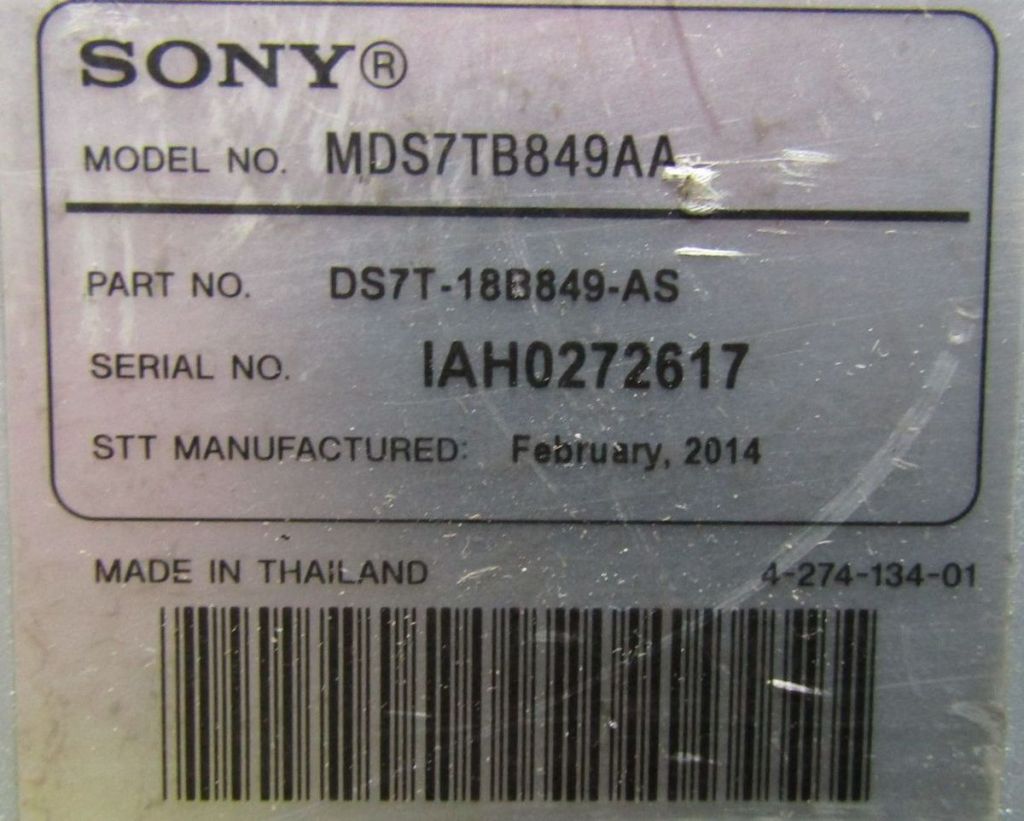 SONY®
MODEL NO. MDS7TB849AA
PART NO. DS7T-18B849-AS
SERIAL NO. IAH0272617
STT MANUFACTURED: February, 2014
MADE IN THAILAND 4-274-134-01